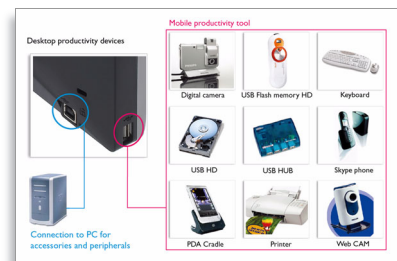 Mobile productivity tool
Desktop productivity devices
Digital camera
USB Flash memory HD
Keyboard
USB HD
USB HUB
Skype phone
PDA Cradle
Printer
Web CAM
Connection to PC for
accessories and peripherals